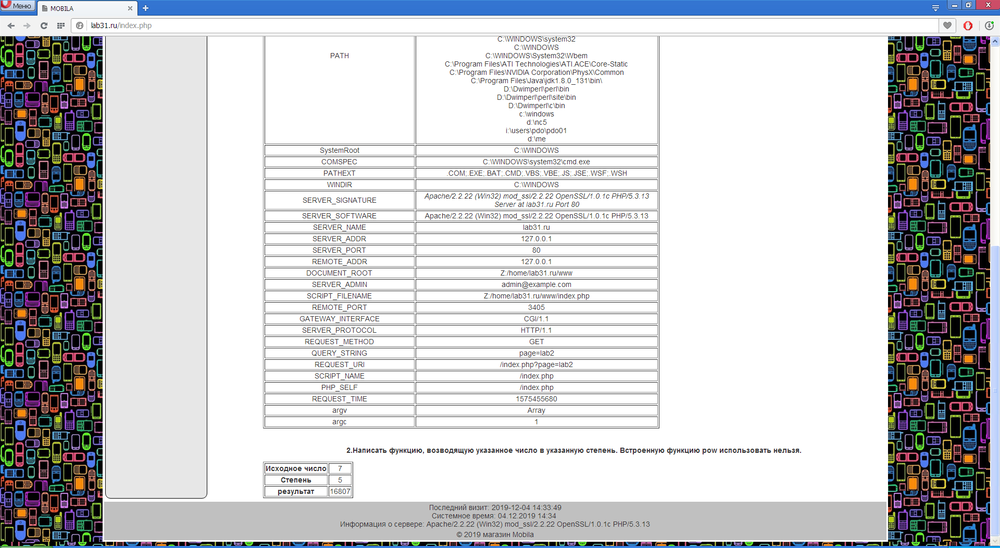 Меню
MOBILA
lab31.ru/index.php
PATH
C:\WINDOWS\system32
C:\WINDOWS
C:\WINDOWS\System32\Wbem
C:\Program Files\ATI Technologies\ATI.ACE\Core-Static
C:\Program Files\NVIDIA Corporation\PhysX\Common
C:\Program Files\Java\jdk1.8.0_131\bin\
D:\Dwimperl\perl\bin
D:\Dwimperl\perl\site\bin
D:\Dwimperl\c\bin
c:\windows
d:\nc5
i:\users\pdo\pdo01
d:\me
SystemRoot C:\WINDOWS
COMSPEC C:\WINDOWS\system32\cmd.exe
PATHEXT .COM;.EXE;.BAT;.CMD;.VBS;.VBE;.JS;.JSE;.WSF;.WSH
WINDIR C:\WINDOWS
SERVER_SIGNATURE Apache/2.2.22 (Win32) mod_ssl/2.2.22 OpenSSL/1.0.1c PHP/5.3.13
Server at lab31.ru Port 80
SERVER_SOFTWARE Apache/2.2.22 (Win32) mod_ssl/2.2.22 OpenSSL/1.0.1c PHP/5.3.13
SERVER_NAME lab31.ru
SERVER_ADDR 127.0.0.1
SERVER_PORT 80
REMOTE_ADDR 127.0.0.1
DOCUMENT_ROOT Z:/home/lab31.ru/www
SERVER_ADMIN admin@example.com
SCRIPT_FILENAME Z:/home/lab31.ru/www/index.php
REMOTE_PORT 3405
GATEWAY_INTERFACE CGI/1.1
SERVER_PROTOCOL HTTP/1.1
REQUEST_METHOD GET
QUERY_STRING page=lab2
REQUEST_URI /index.php?page=lab2
SCRIPT_NAME /index.php
PHP_SELF /index.php
REQUEST_TIME 1575455680
argv Array
argc 1
2.Написать функцию, возводящую указанное число в указанную степень. Встроенную функцию pow использовать нельзя.
Исходное число 7
Степень 5
результат 16807
Последний визит: 2019-12-04 14:33:49
Системное время: 04.12.2019 14:34
Информация о сервере: Apache/2.2.22 (Win32) mod_ssl/2.2.22 OpenSSL/1.0.1c PHP/5.3.13
© 2019 магазин Mobila